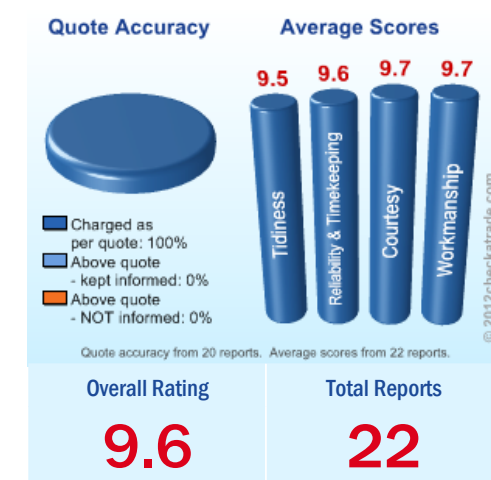 Quote Accuracy
Average Scores
9.5
9.6
9.7
9.7
Tidiness
Reliability & Timekeeping
Courtesy
Workmanship
Charged as
per quote: 100%
Above quote
- kept informed: 0%
Above quote
- NOT informed: 0%
© 2012checkatrade.com
Quote accuracy from 20 reports. Average scores from 22 reports.
Overall Rating
Total Reports
9.6
22